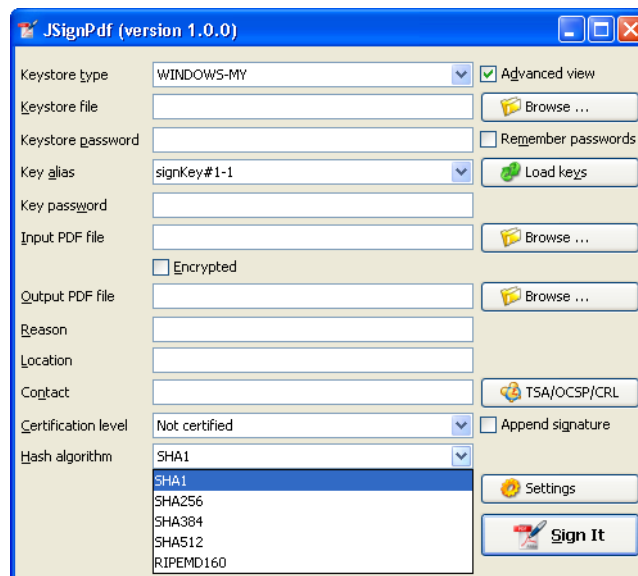 JSignPdf (version 1.0.0)
Keystore type WINDOWS-MY Advanced view
Keystore file Browse ...
Keystore password Remember passwords
Key alias signKey#1-1 Load keys
Key password
Input PDF file Browse ...
Encrypted
Output PDF file Browse ...
Reason
Location
Contact TSA/OCSP/CRL
Certification level Not certified Append signature
Hash algorithm SHA1
SHA1
SHA256 Settings
SHA384
SHA512 Sign It
RIPEMD160